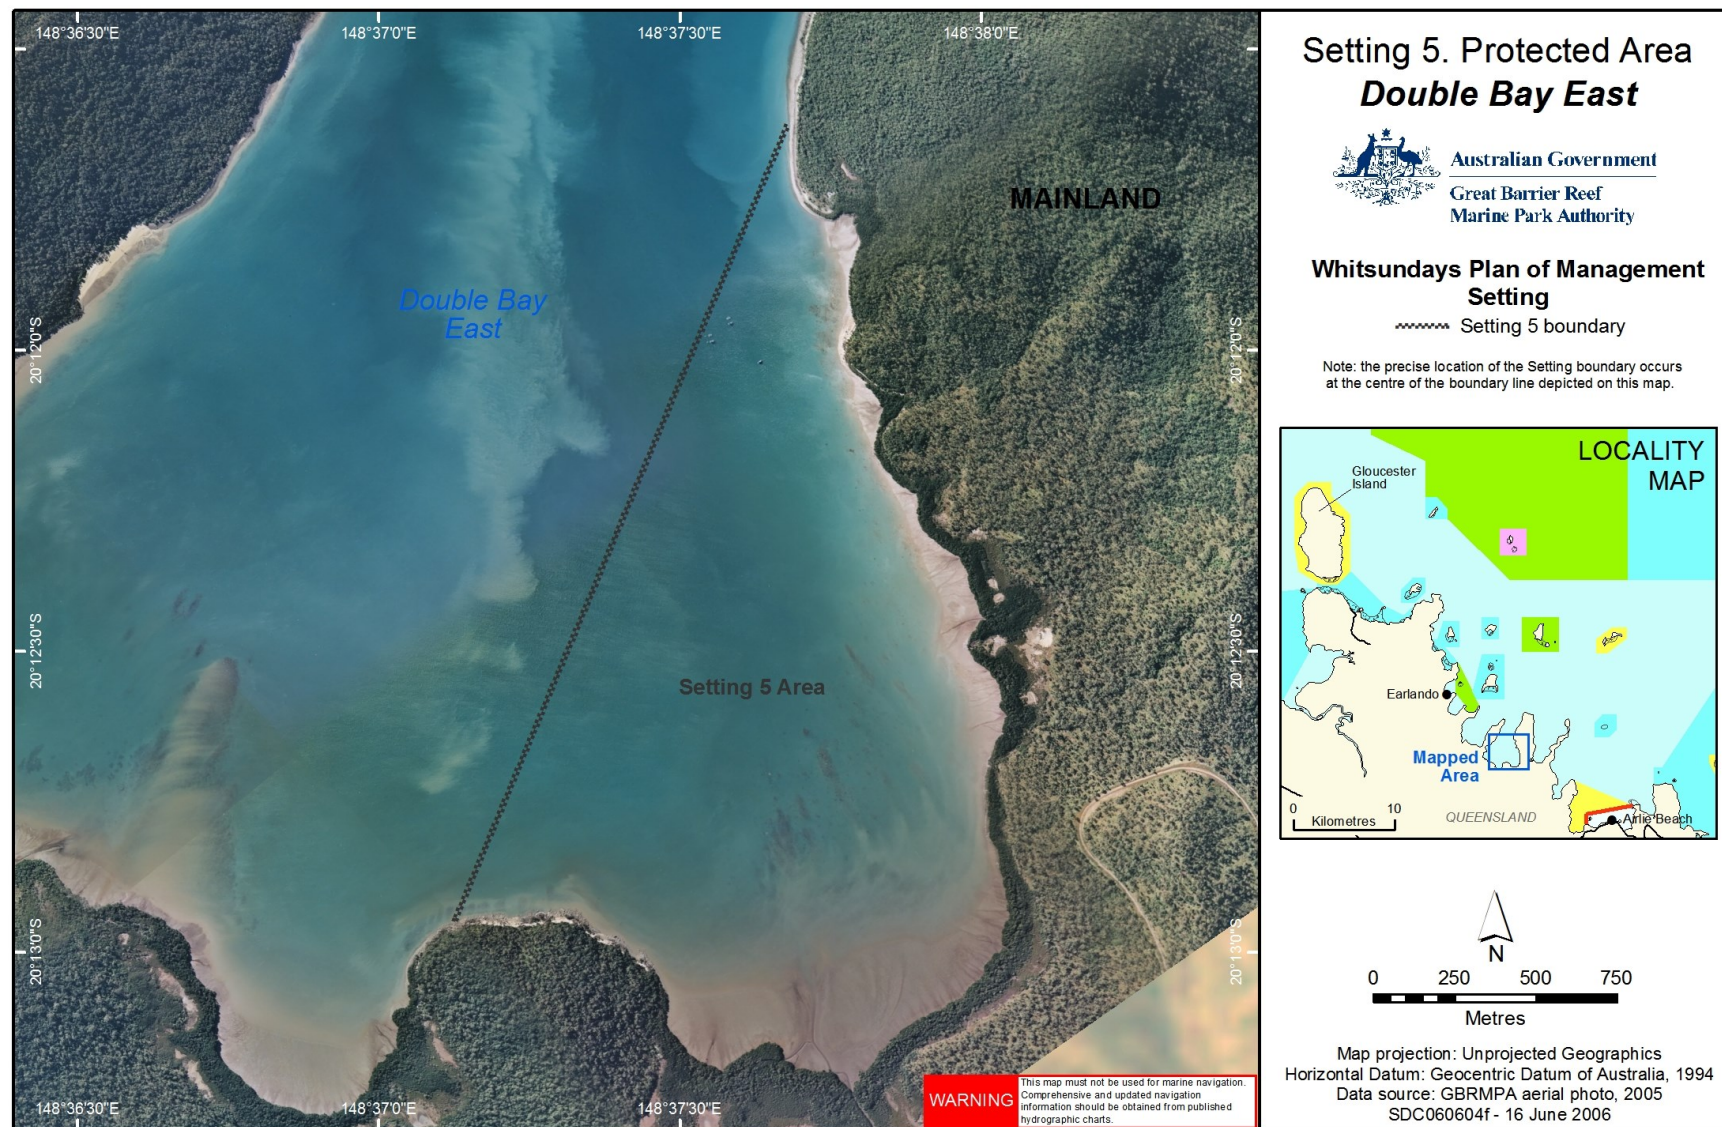 148°36'30"E
148°37'0"E
148°37'30"E
148°38'0"E
MAINLAND
Double Bay
East
20°12'0"S
20°12'0"S
20°12'30"S
20°12'30"S
Setting 5 Area
20°13'0"S
20°13'0"S
148°36'30"E
148°37'0"E
148°37'30"E
WARNING
This map must not be used for marine navigation.
Comprehensive and updated navigation
information should be obtained from published
hydrographic charts.
Setting 5. Protected Area
Double Bay East
Australian Government
Great Barrier Reef
Marine Park Authority
Whitsundays Plan of Management
Setting
Setting 5 boundary
Note: the precise location of the Setting boundary occurs
at the centre of the boundary line depicted on this map.
LOCALITY
MAP
Gloucester
Island
Earlando
Mapped
Area
0 10
Kilometres
QUEENSLAND
Airlie Beach
N
0 250 500 750
Metres
Map projection: Unprojected Geographics
Horizontal Datum: Geocentric Datum of Australia, 1994
Data source: GBRMPA aerial photo, 2005
SDC060604f - 16 June 2006